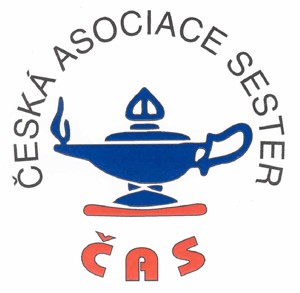 ČESKÁ ASOCIACE SESTER
ČAS